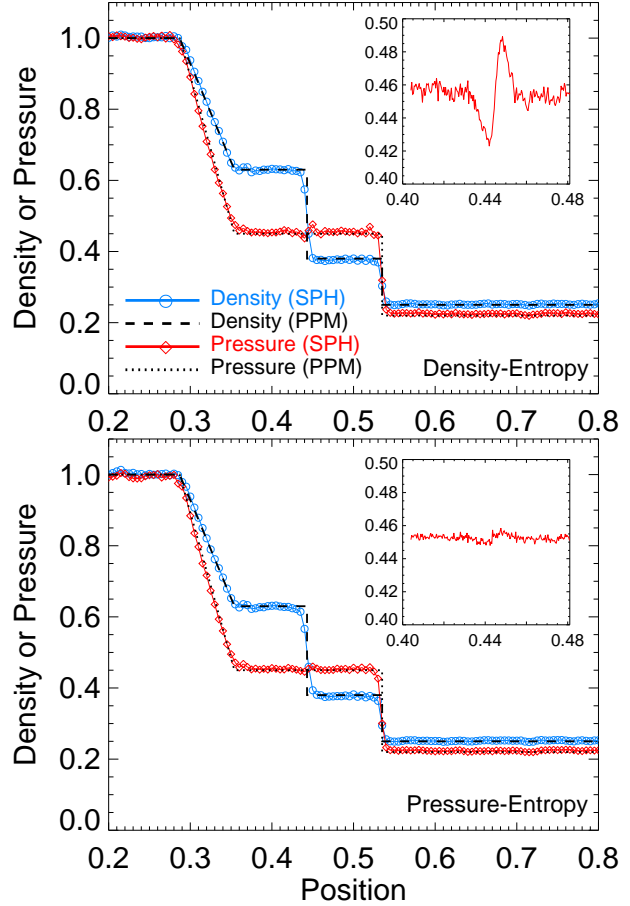 Density or Pressure
1.0
0.8
0.6
0.4
0.2
0.0
0.50
0.48
0.46
0.44
0.42
0.40
0.40 0.44 0.48
Density (SPH)
Density (PPM)
Pressure (SPH)
Pressure (PPM)
Density-Entropy
0.2 0.3 0.4 0.5 0.6 0.7 0.8
Density or Pressure
1.0
0.8
0.6
0.4
0.2
0.0
0.50
0.48
0.46
0.44
0.42
0.40
0.40 0.44 0.48
Pressure-Entropy
0.2 0.3 0.4 0.5 0.6 0.7 0.8
Position